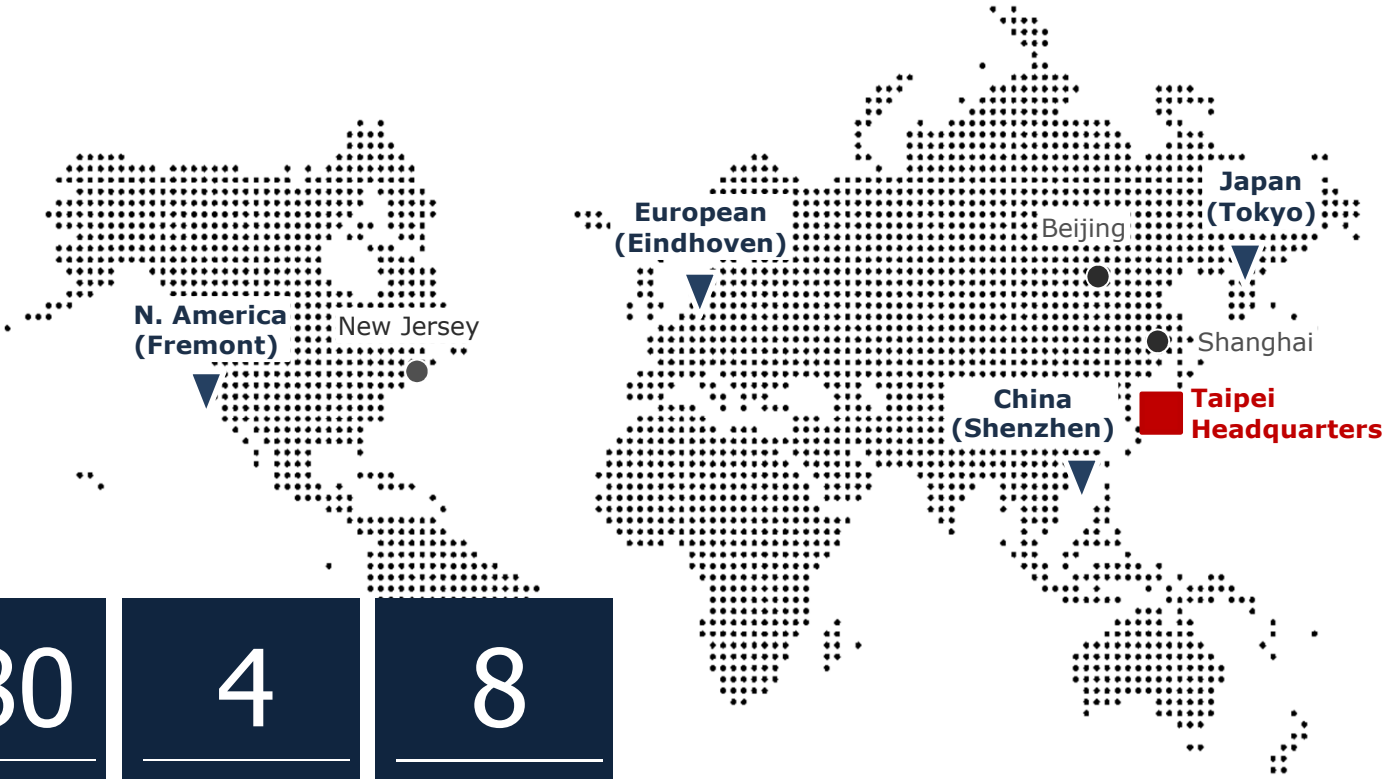 Japan
(Tokyo)
European
(Eindhoven)
Beijing
N. America
(Fremont)
New Jersey
Shanghai
China
(Shenzhen)
Taipei
Headquarters
4
8